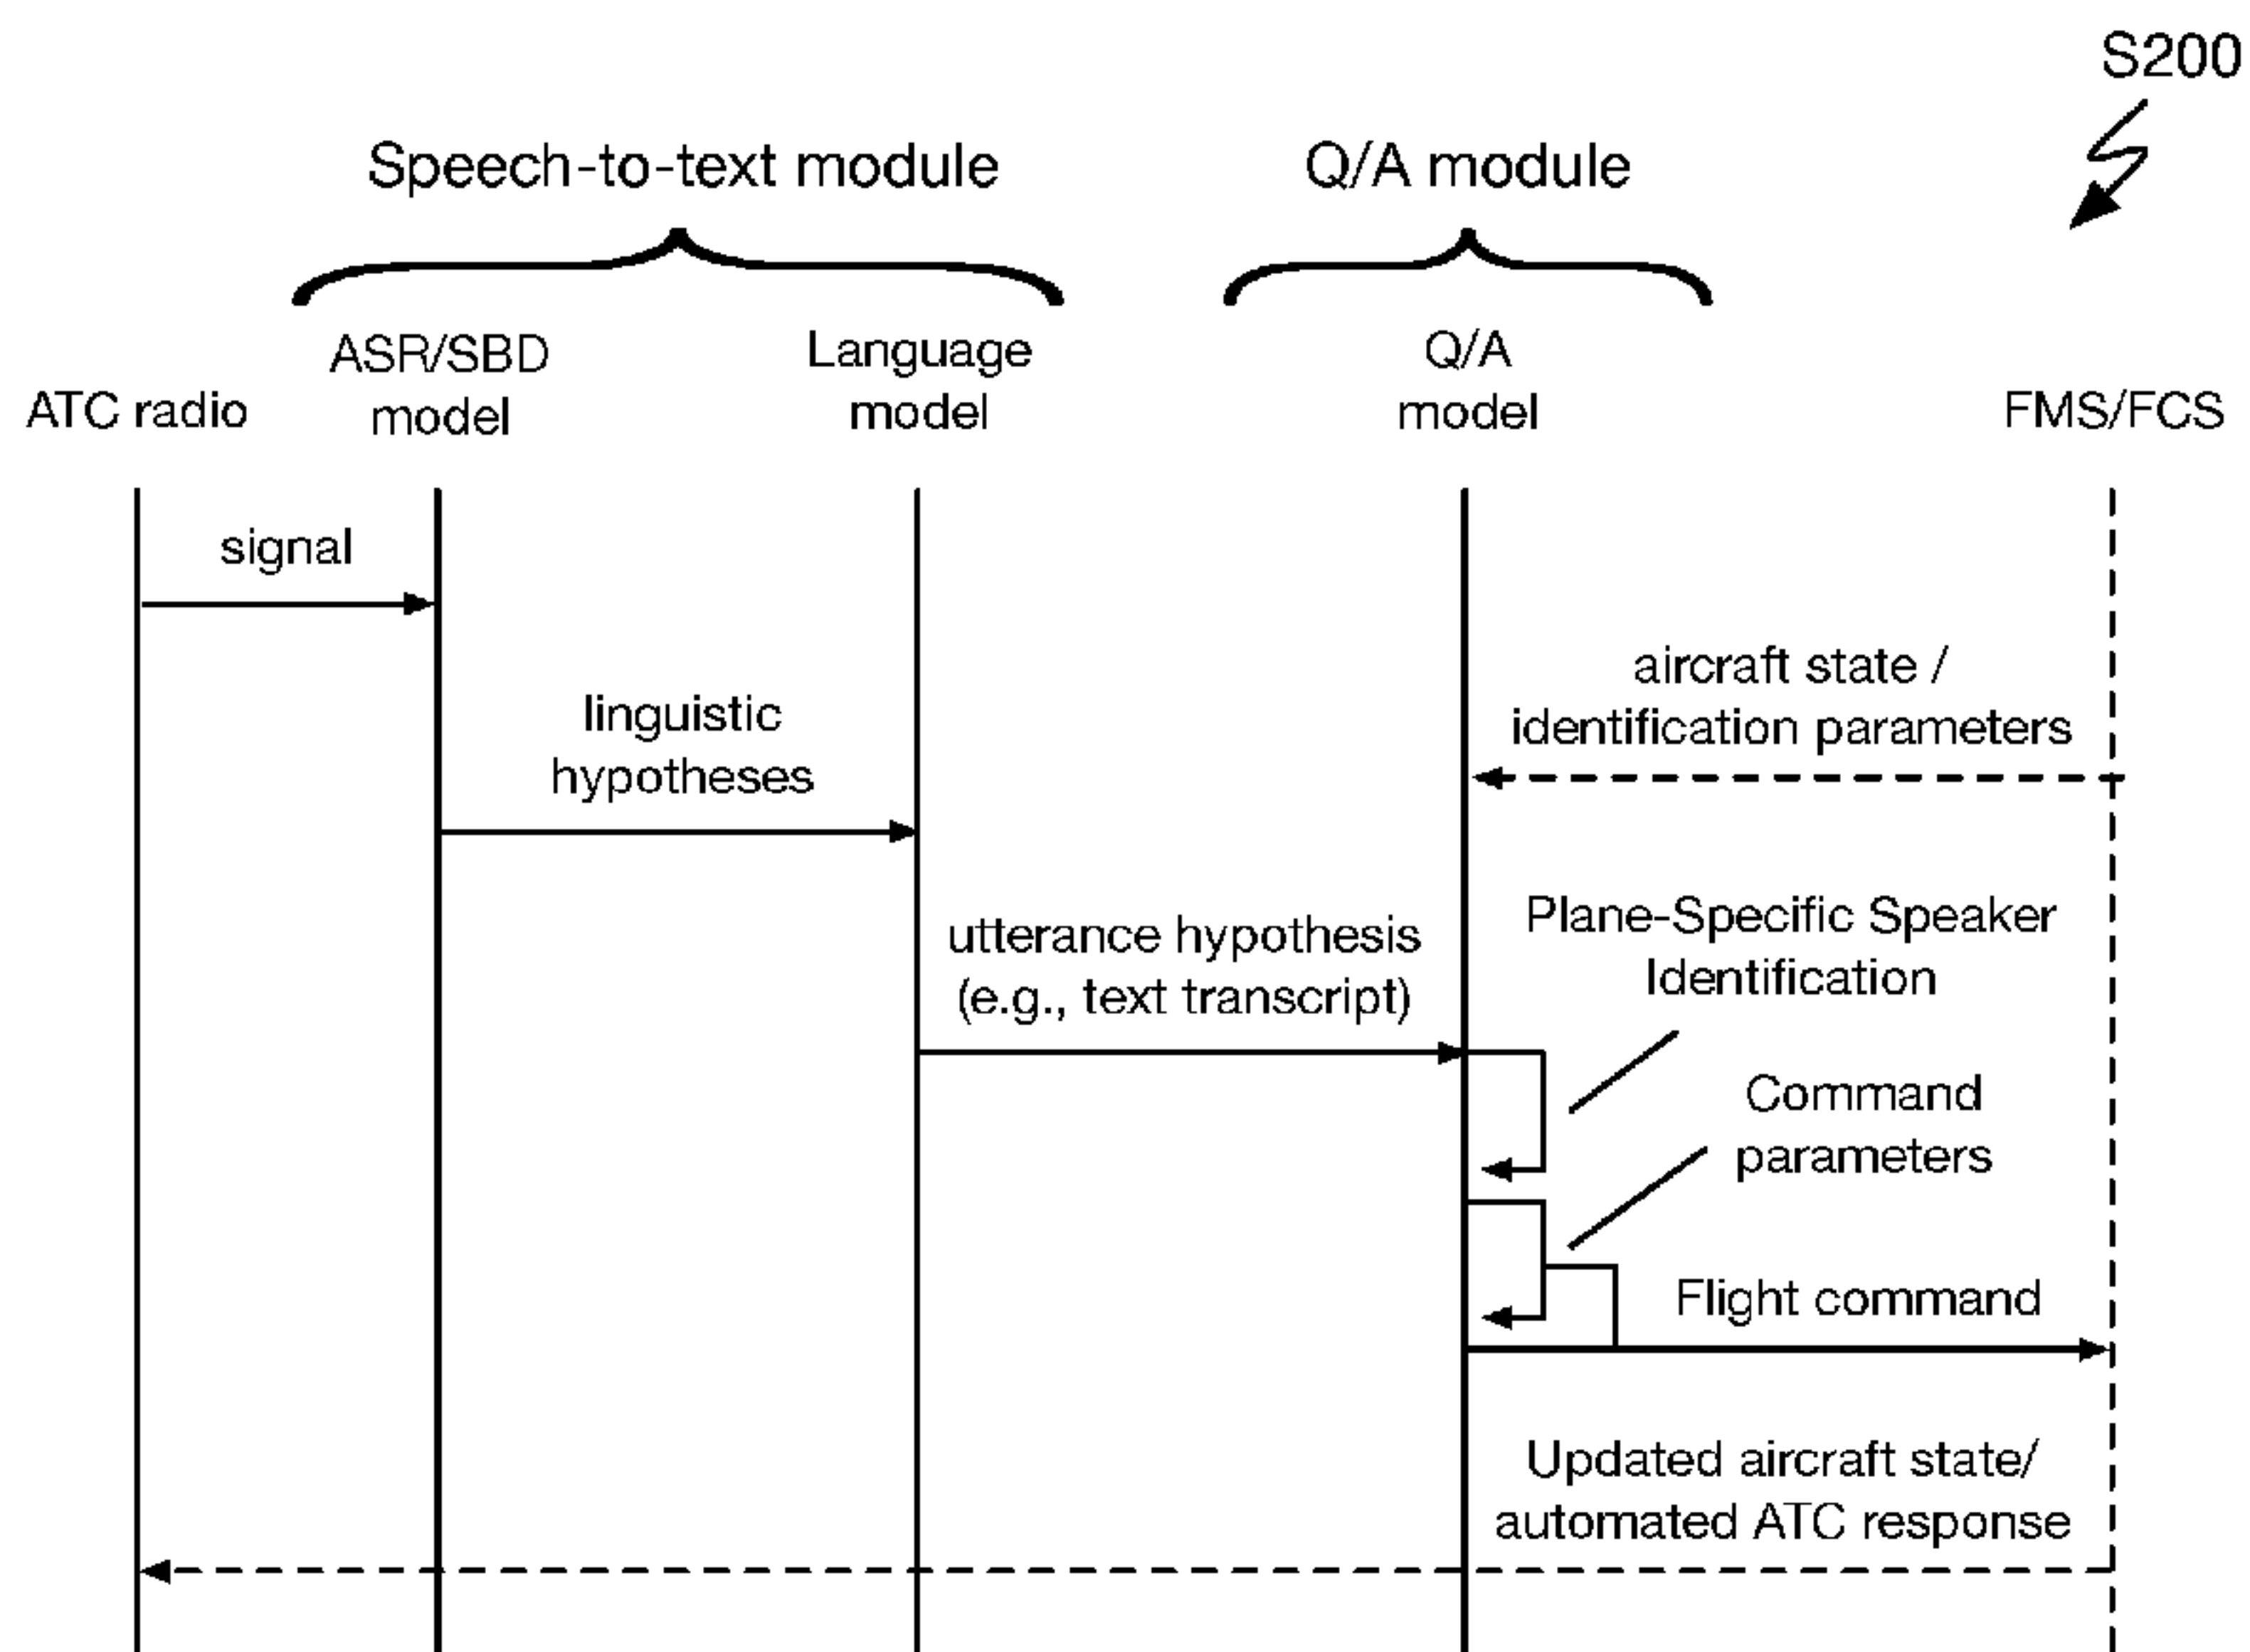 S200
Speech-to-text module
Q/A module
ATC radio
ASR/SBD
model
Language
model
Q/A
model
FMS/FCS
signal
aircraft state /
identification parameters
linguistic
hypotheses
Plane-Specific Speaker
Identification
utterance hypothesis
(e.g., text transcript)
Command
parameters
Flight command
Updated aircraft state/
automated ATC response